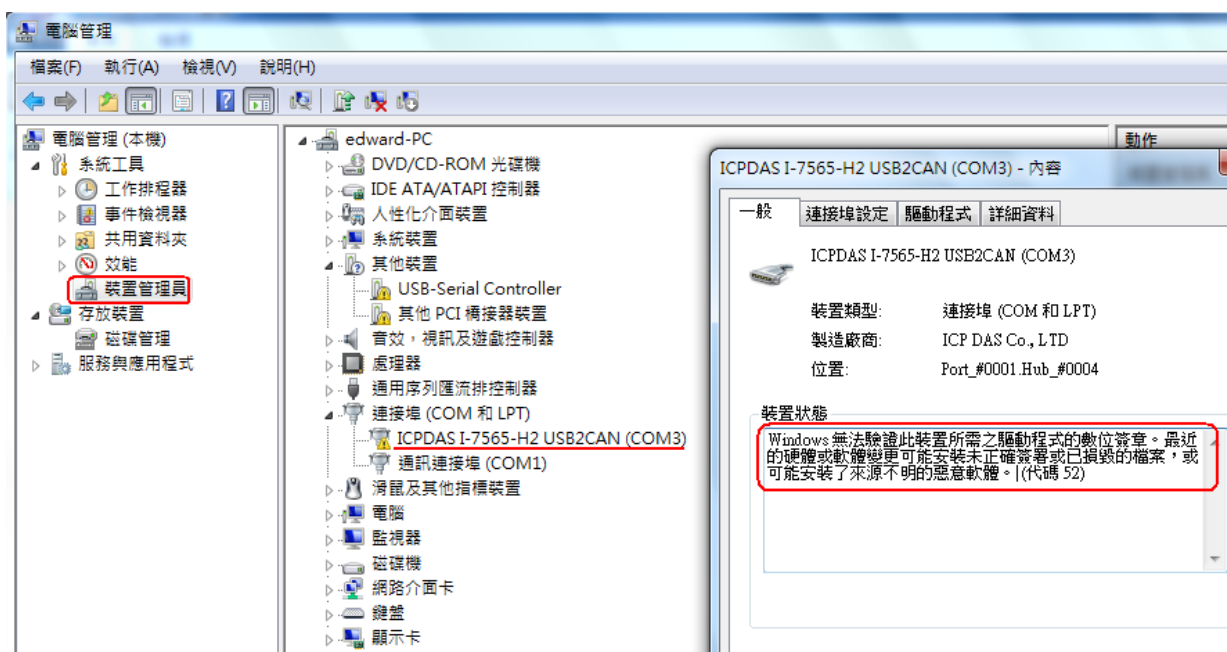 電腦管理
檔案(F) 執行(A) 檢視(V) 說明(H)
電腦管理 (本機)
系統工具
工作排程器
事件檢視器
共用資料夾
效能
裝置管理員
存放裝置
磁碟管理
服務與應用程式
edward-PC
DVD/CD-ROM 光碟機
IDE ATA/ATAPI 控制器
人性化介面裝置
系統裝置
其他裝置
USB-Serial Controller
其他 PCI 橋接器裝置
音效，視訊及遊戲控制器
處理器
通用序列匯流排控制器
連接埠 (COM 和 LPT)
ICPDAS I-7565-H2 USB2CAN (COM3)
通訊連接埠 (COM1)
滑鼠及其他指標裝置
電腦
監視器
磁碟機
網路介面卡
鍵盤
顯示卡
動作
ICPDAS I-7565-H2 USB2CAN (COM3) - 內容
一般 連接埠設定 驅動程式 詳細資料
ICPDAS I-7565-H2 USB2CAN (COM3)
裝置類型: 連接埠 (COM 和 LPT)
製造廠商: ICP DAS Co., LTD
位置: Port_#0001.Hub_#0004
裝置狀態
Windows 無法驗證此裝置所需之驅動程式的數位簽章。最近
的硬體或軟體變更可能安裝未正確簽署或已損毀的檔案，或
可能安裝了來源不明的惡意軟體。 (代碼 52)